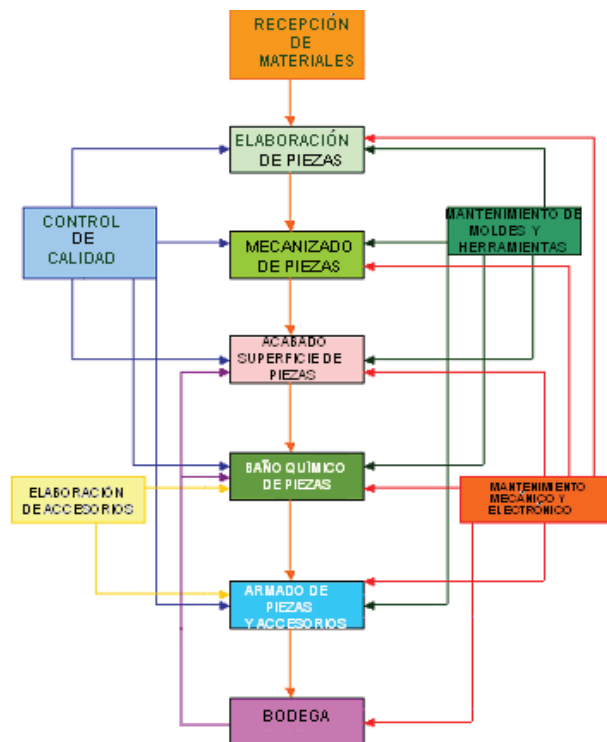 RECEPCIÓN
DE
MATERIALES
ELABORACIÓN
DE PIEZAS
CONTROL
DE
CALIDAD
MANTENIMIENTO DE
MOLDES Y
HERRAMIENTAS
MECANIZADO
DE PIEZAS
ACABADO
SUPERFICIE DE
PIEZAS
BAÑO QUÍMICO
DE PIEZAS
ELABORACIÓN
DE ACCESORIOS
MANTENIMIENTO
MECÁNICO Y
ELECTRÓNICO
ARMADO DE
PIEZAS
Y ACCESORIOS
BODEGA